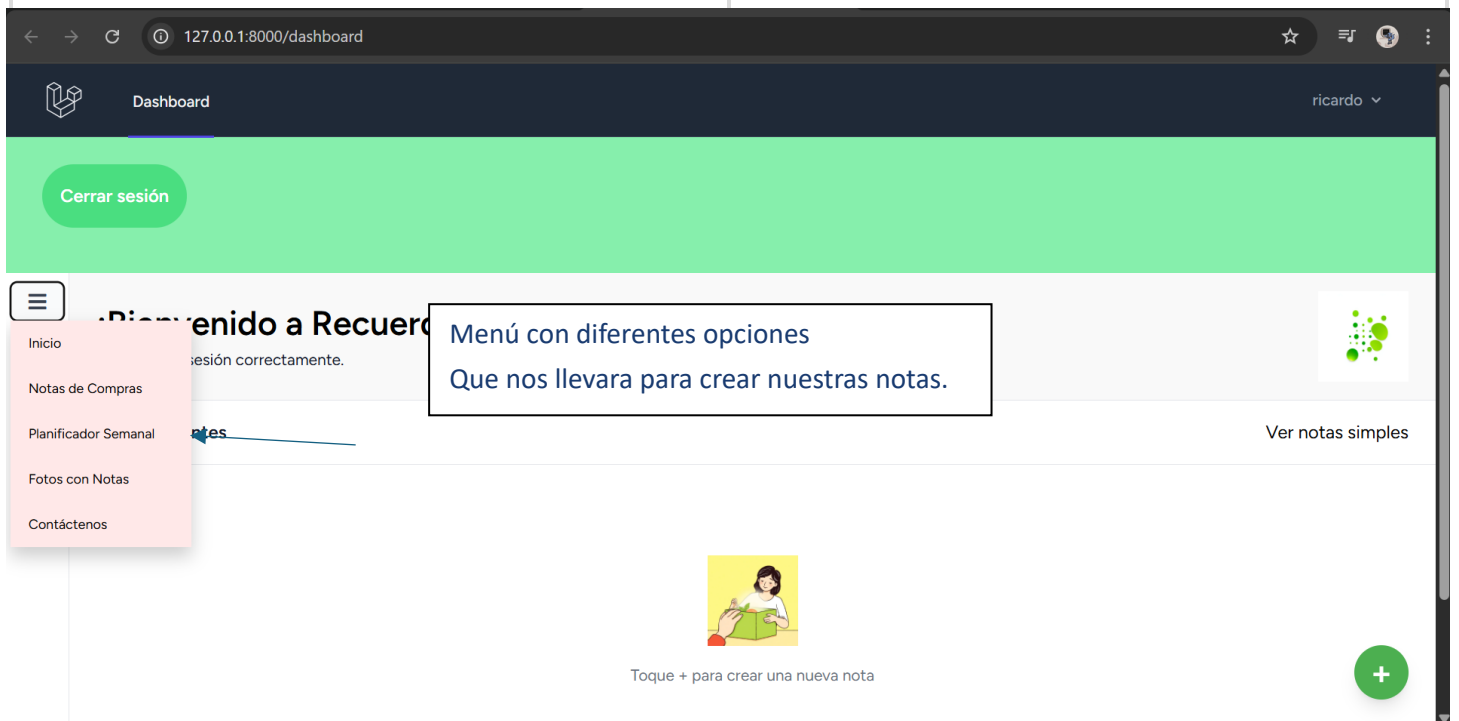 127.0.0.1:8000/dashboard
Dashboard
ricardo
Cerrar sesión
enido a Recuer
sesión correctamente.
Menú con diferentes opciones
Que nos llevara para crear nuestras notas.
Inicio
Notas de Compras
Planificador Semanal
Fotos con Notas
Contáctenos
Ver notas simples
Toque + para crear una nueva nota
+